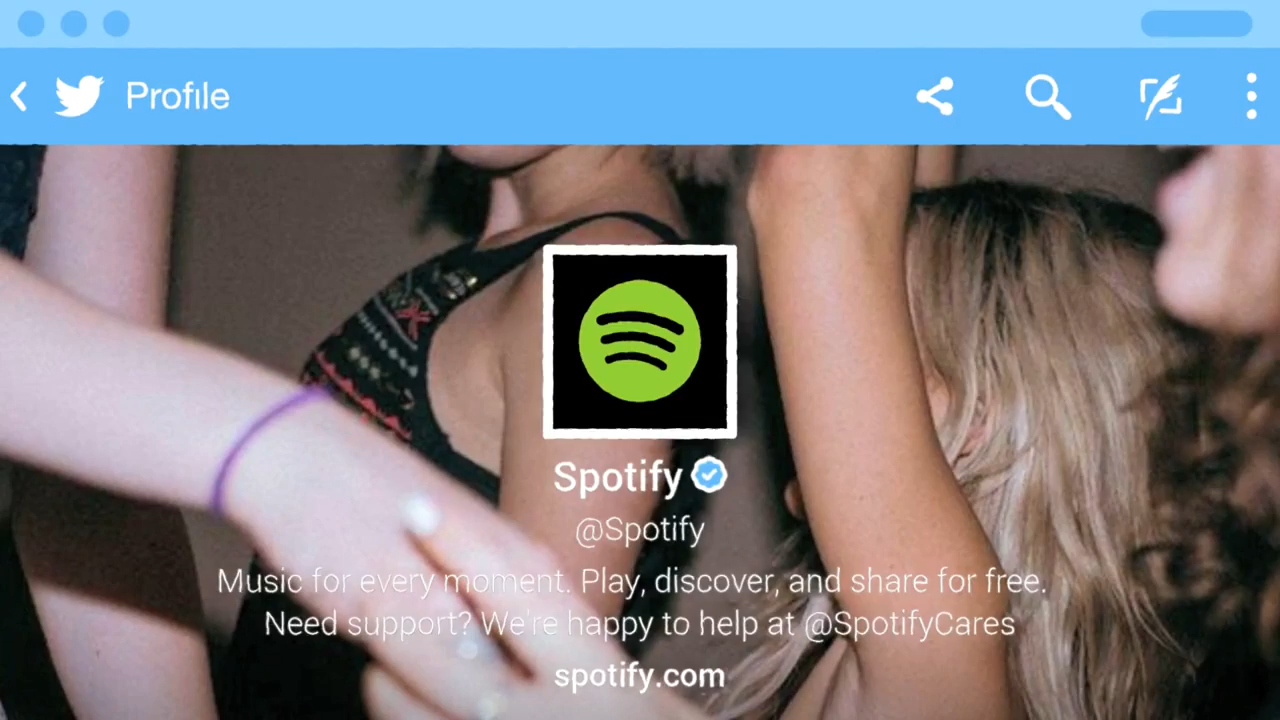 Profile
Spotify
@Spotify
Music for every moment. Play, discover, and share for free.
Need support? We're happy to help at @SpotifyCares
spotify.com